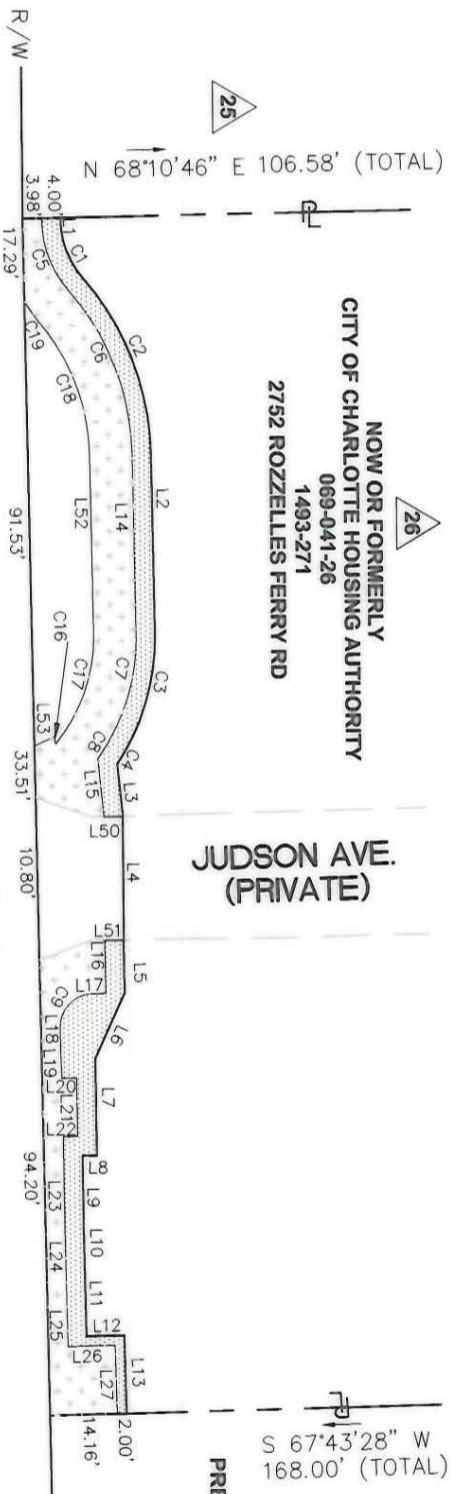 R/W
25
N 68°10'46" E 106.58' (TOTAL)
4.00'
3.98'
17.29'
L1
C1
C5
C2
C6
C19
C18
L2
L14
L52
91.53'
26
NOW OR FORMERLY
CITY OF CHARLOTTE HOUSING AUTHORITY
069-041-26
1493-271
2752 ROZZELLES FERRY RD
C3
C7
C17
C16
C4
C8
L53
L3
L15
33.51'
L50
JUDSON AVE.
(PRIVATE)
L4
10.80'
L51
L5
L16
L17
C9
L6
L18
L19
L7
L21
L8
L9
L23
L10
L24
L11
L25
L12
L26
L13
L27
94.20'
2.00'
14.16'
S 67°43'28" W
168.00' (TOTAL)
PRE